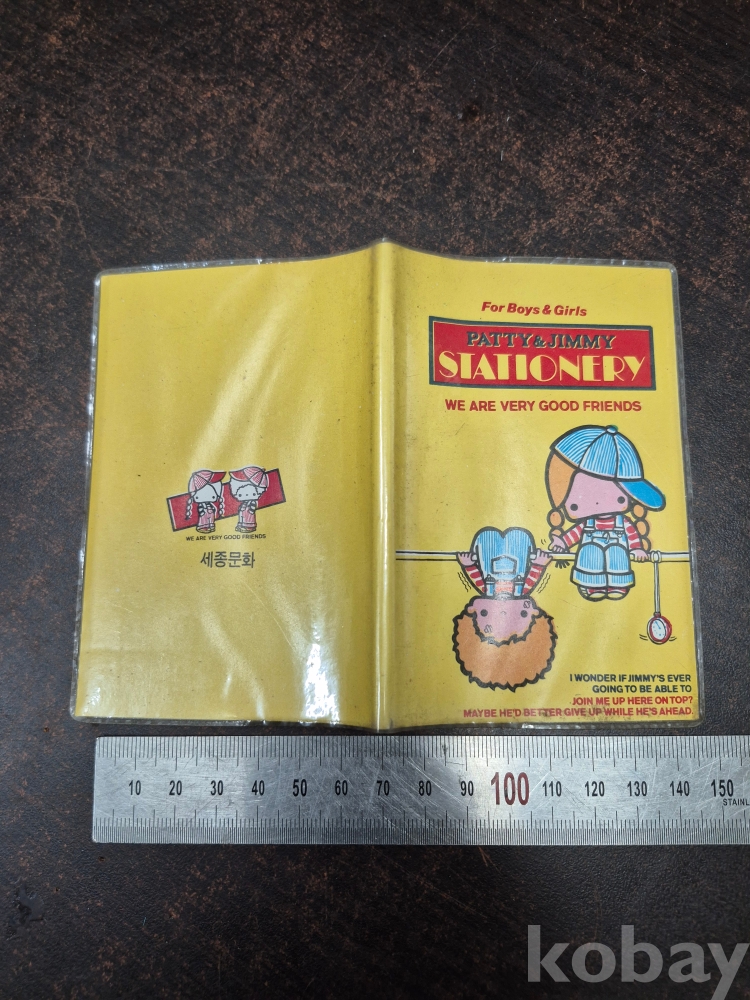 For Boys & Girls
PATTY & JIMMY
STATIONERY
WE ARE VERY GOOD FRIENDS
WE ARE VERY GOOD FRIENDS
세종문화
I WONDER IF JIMMY'S EVER
GOING TO BE ABLE TO
JOIN ME UP HERE ON TOP?
MAYBE HE'D BETTER GIVE UP WHILE HE'S AHEAD.
10 20 30 40 50 60 70 80 90 100 110 120 130 140 150
STAINL
kobay